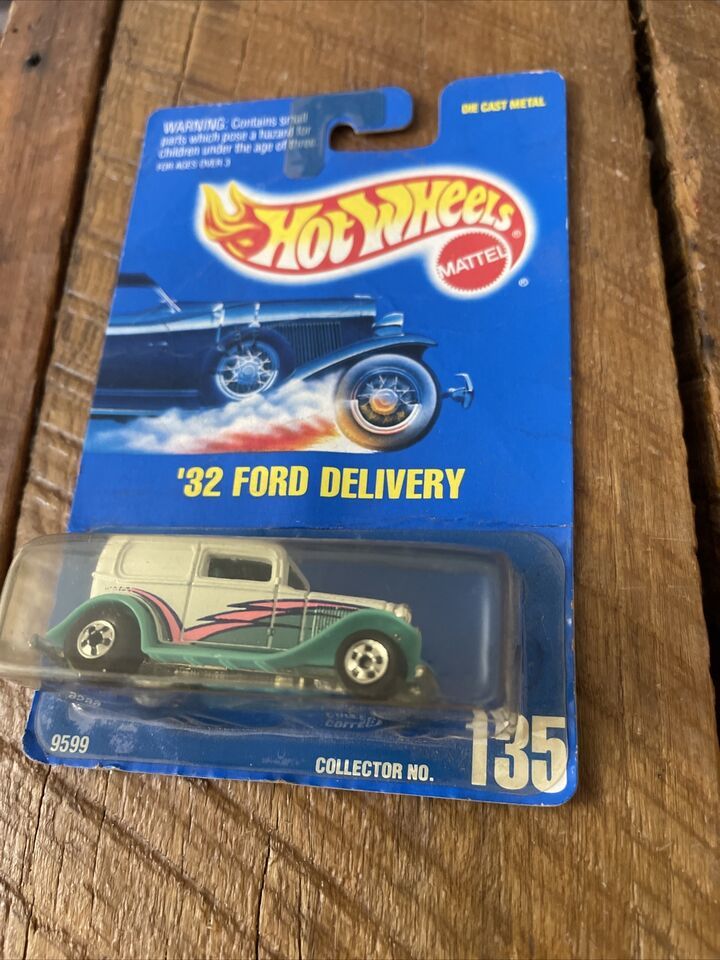 WARNING: Contains small
parts which pose a hazard for
children under the age of three.
FOR AGES OVER 3
DIE CAST METAL
HOT WHEELS®
MATTEL
®
'32 FORD DELIVERY
9599
COLLECTOR NO. 135